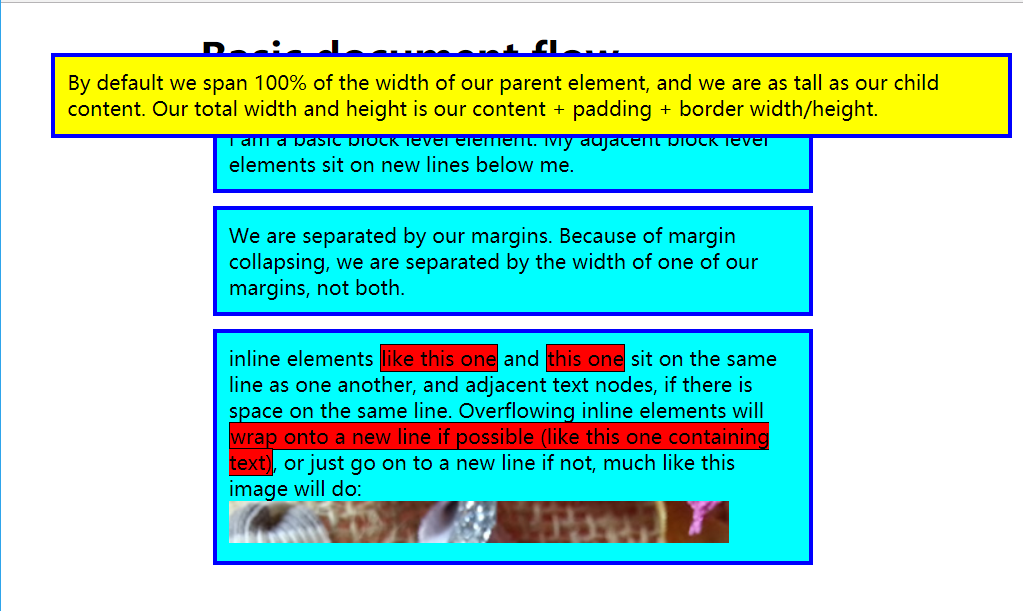 Basic document flow
By default we span 100% of the width of our parent element, and we are as tall as our child
content. Our total width and height is our content + padding + border width/height.
I am a basic block level element. My adjacent block level
elements sit on new lines below me.
We are separated by our margins. Because of margin
collapsing, we are separated by the width of one of our
margins, not both.
inline elements like this one and this one sit on the same
line as one another, and adjacent text nodes, if there is
space on the same line. Overflowing inline elements will
wrap onto a new line if possible (like this one containing
text), or just go on to a new line if not, much like this
image will do: